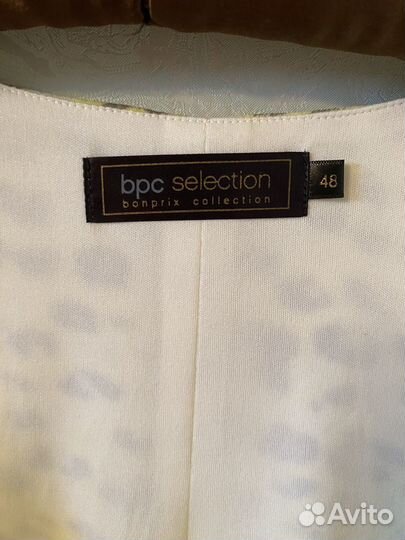 bpc selection
bonprix collection
48
Avito